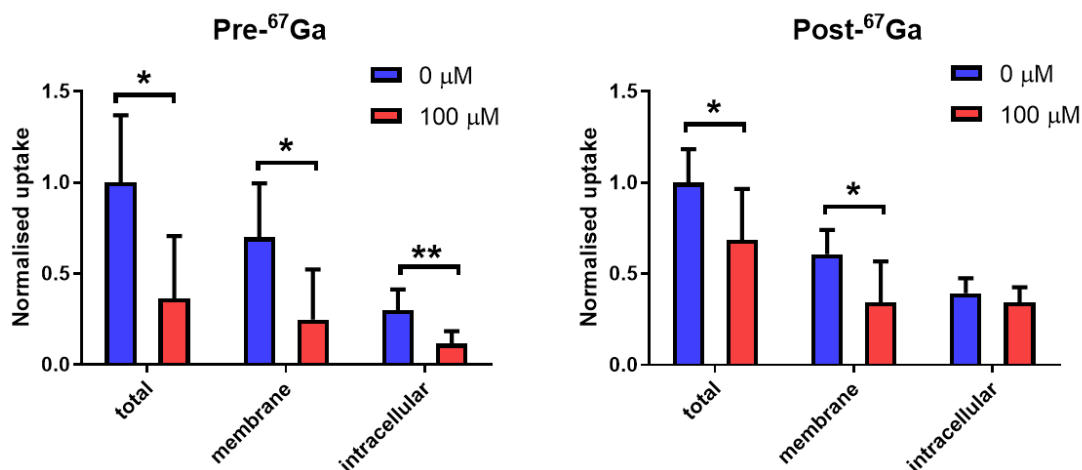 Pre-⁶⁷Ga
0 μM
100 μM
Normalised uptake
1.5
1.0
0.5
0.0
*
*
**
total
membrane
intracellular
Post-⁶⁷Ga
0 μM
100 μM
Normalised uptake
1.5
1.0
0.5
0.0
*
*
total
membrane
intracellular